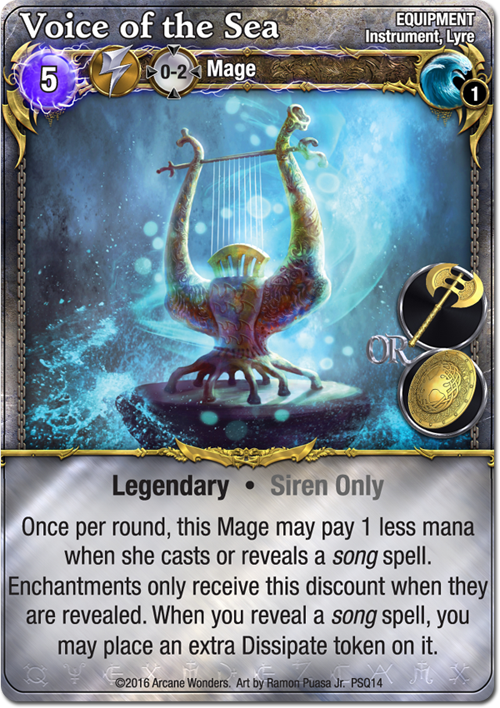 Voice of the Sea
EQUIPMENT
Instrument, Lyre
5
0-2
Mage
1
OR
Legendary • Siren Only
Once per round, this Mage may pay 1 less mana
when she casts or reveals a song spell.
Enchantments only receive this discount when they
are revealed. When you reveal a song spell, you
may place an extra Dissipate token on it.
©2016 Arcane Wonders. Art by Ramon Puasa Jr. PSQ14